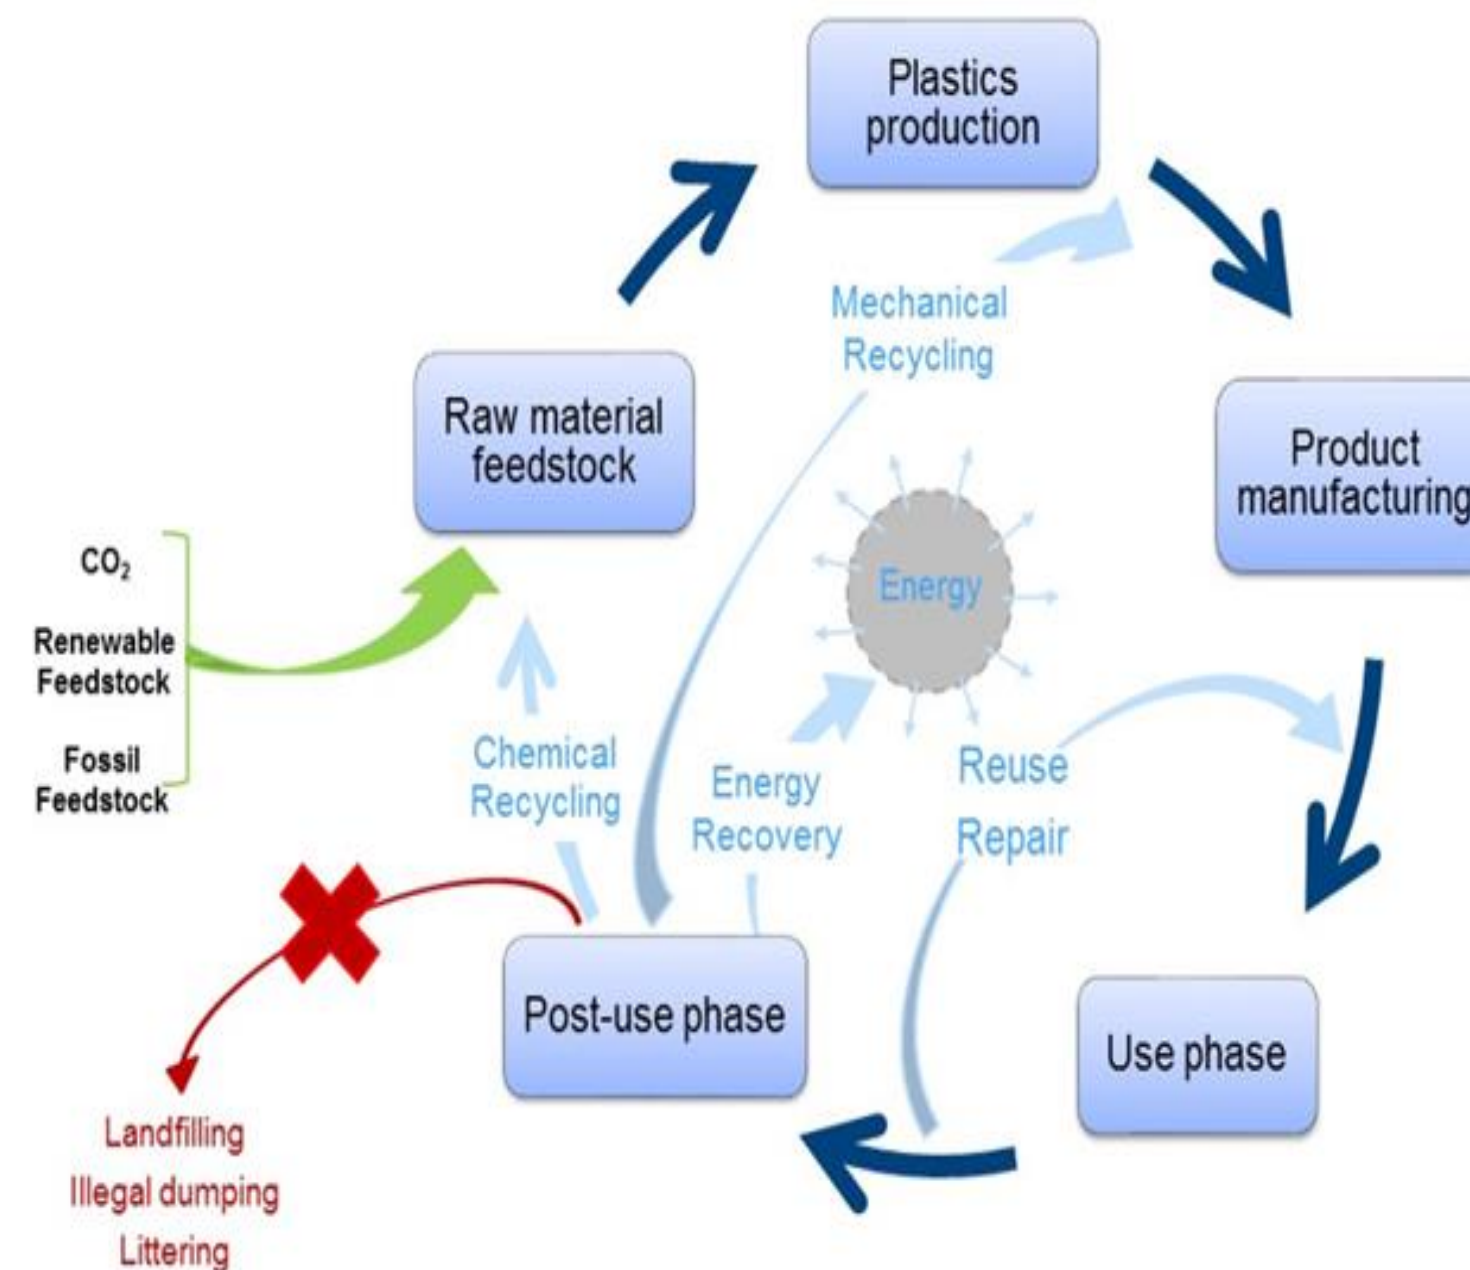 Plastics
production
Mechanical
Recycling
Raw material
feedstock
Product
manufacturing
Energy
CO₂
Renewable
Feedstock
Fossil
Feedstock
Chemical
Recycling
Energy
Recovery
Reuse
Repair
Post-use phase
Use phase
Landfilling
Illegal dumping
Littering